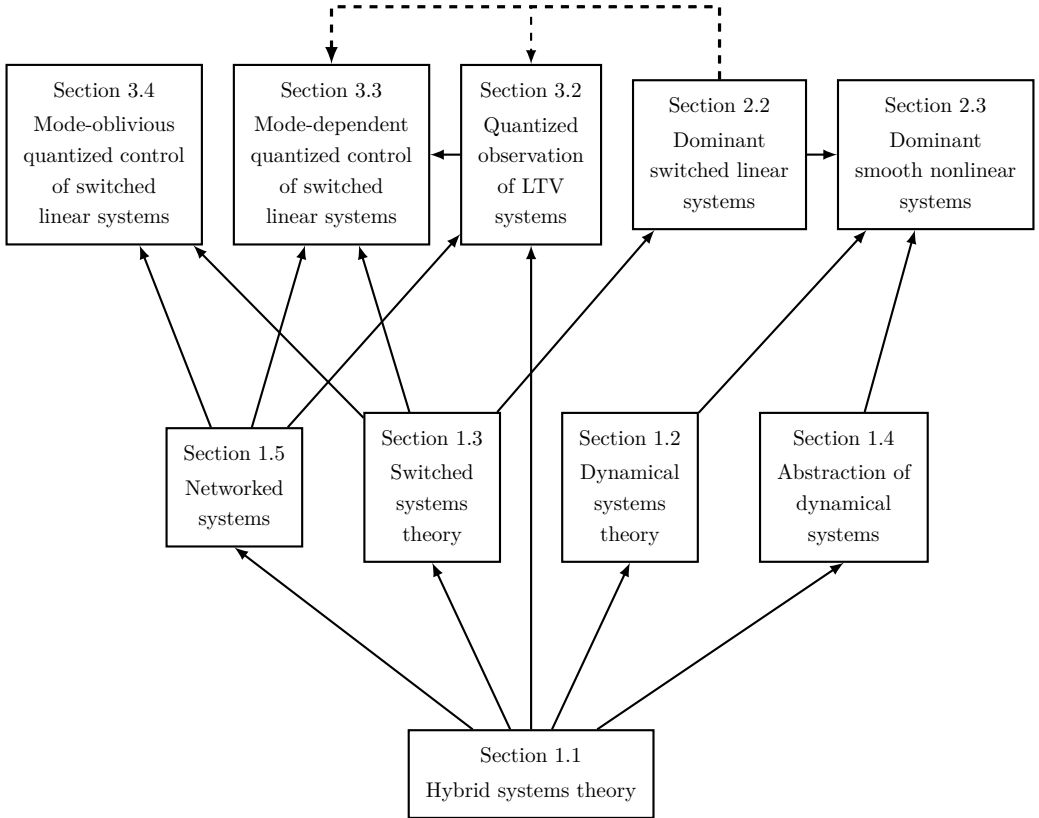 Section 3.4
Mode-oblivious
quantized control
of switched
linear systems
Section 3.3
Mode-dependent
quantized control
of switched
linear systems
Section 3.2
Quantized
observation
of LTV
systems
Section 2.2
Dominant
switched linear
systems
Section 2.3
Dominant
smooth nonlinear
systems
Section 1.5
Networked
systems
Section 1.3
Switched
systems
theory
Section 1.2
Dynamical
systems
theory
Section 1.4
Abstraction of
dynamical
systems
Section 1.1
Hybrid systems theory